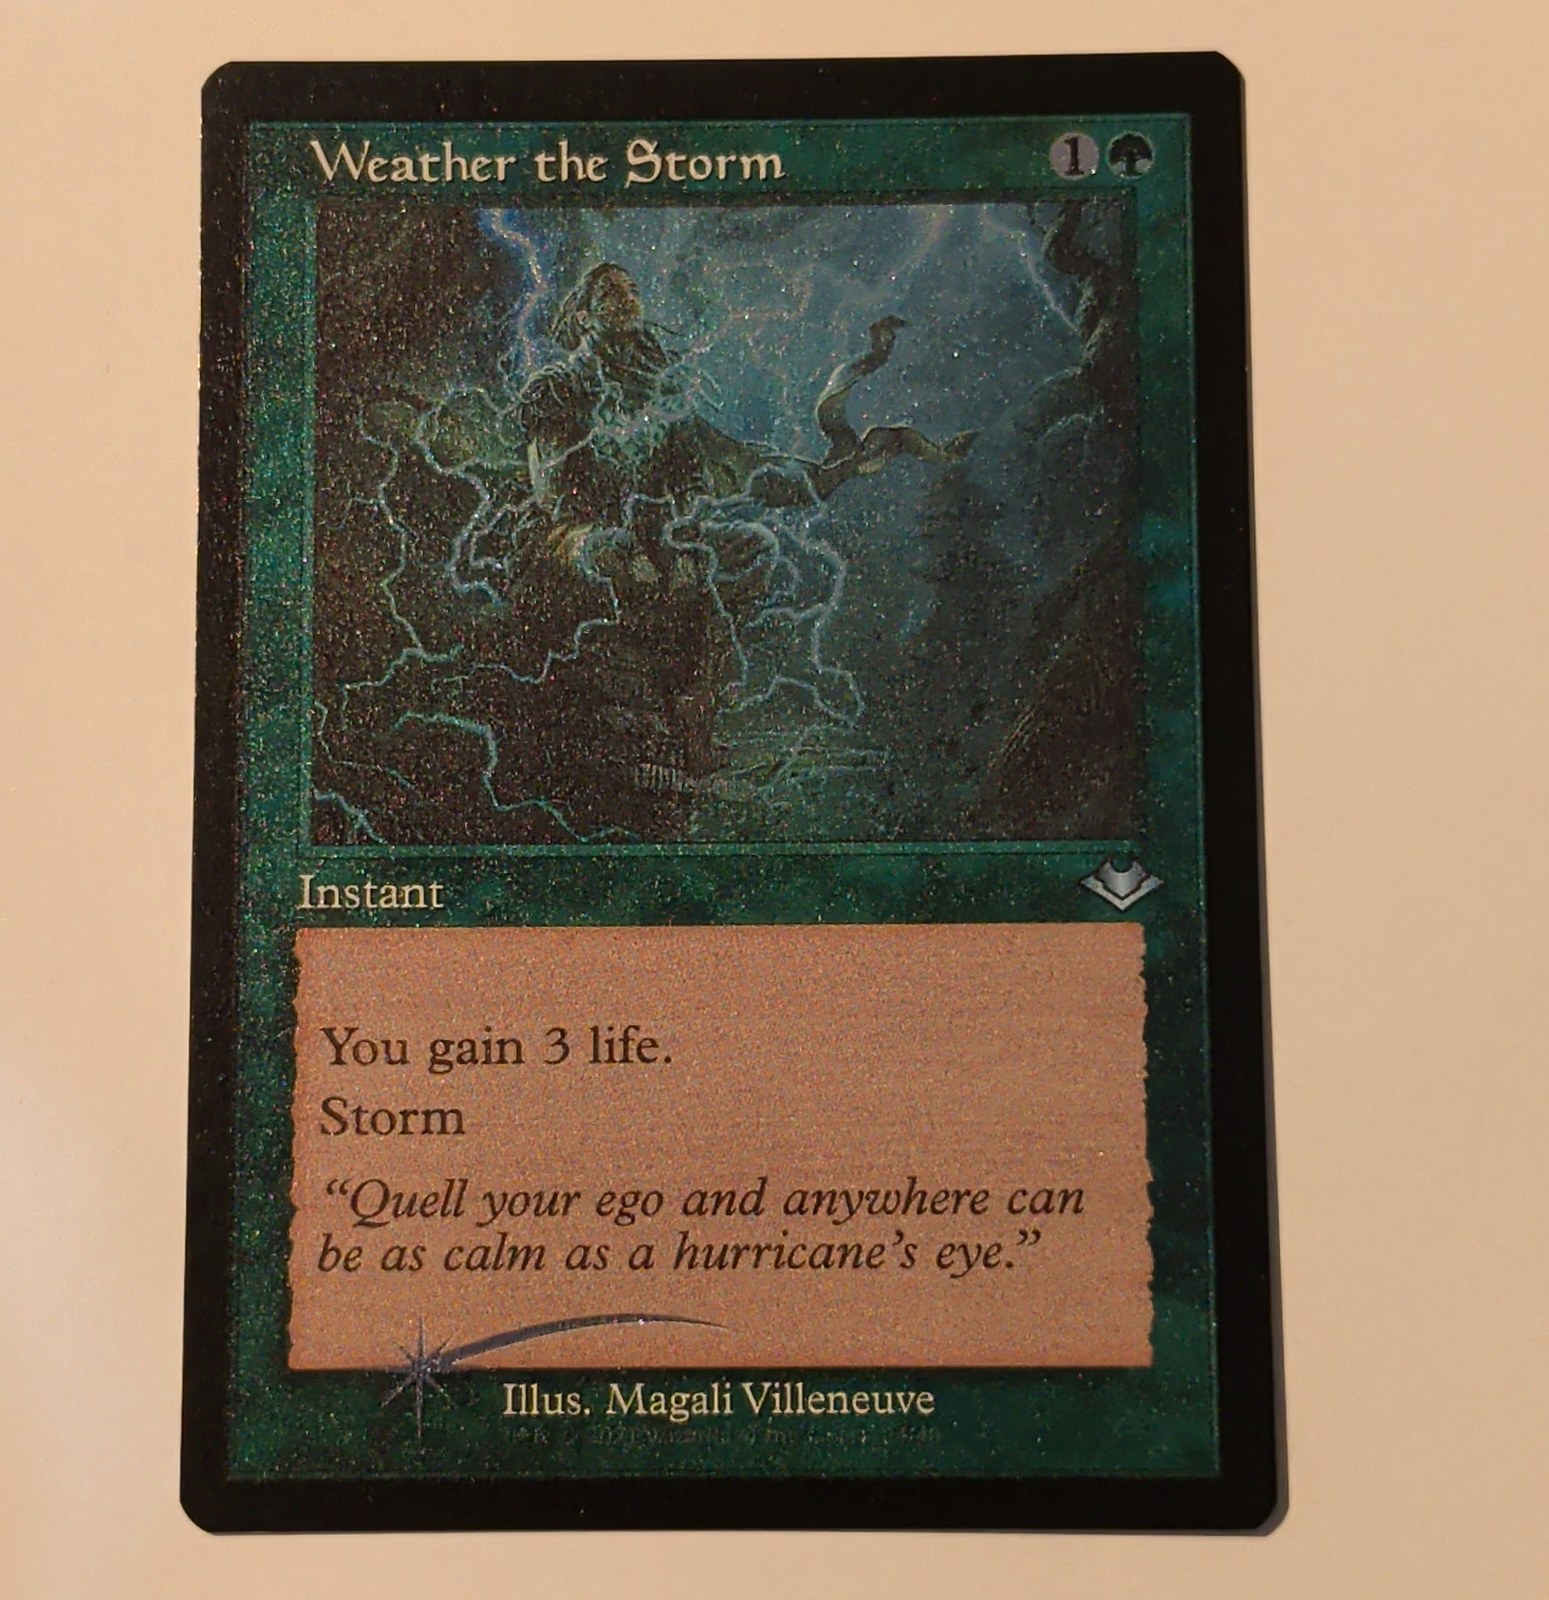 Weather the Storm
1
Instant
You gain 3 life.
Storm
“Quell your ego and anywhere can
be as calm as a hurricane’s eye.”
Illus. Magali Villeneuve